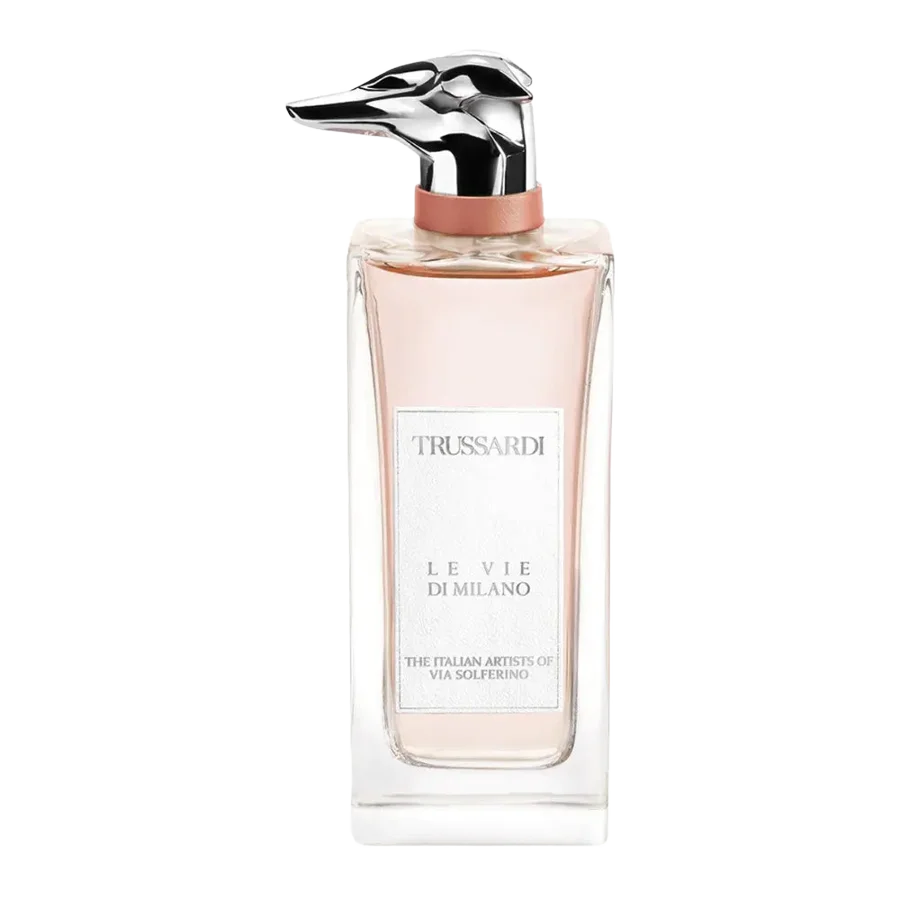 TRUSSARDI
LE VIE
DI MILANO
THE ITALIAN ARTISTS OF
VIA SOLFERINO